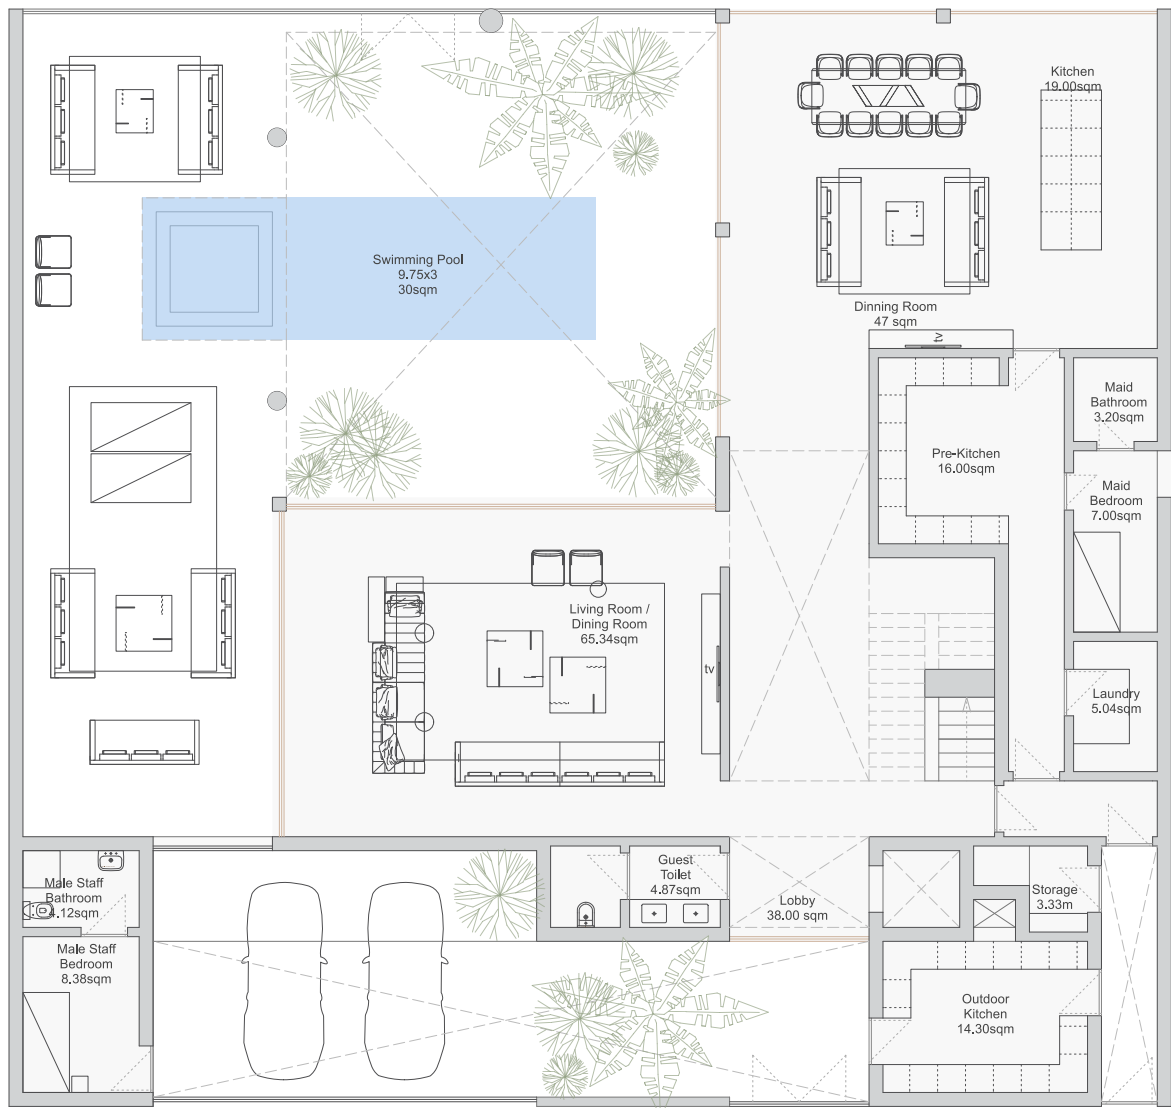 Kitchen
19.00sqm
Swimming Pool
9.75x3
30sqm
Dinning Room
47 sqm
tv
Maid
Bathroom
3.20sqm
Pre-Kitchen
16.00sqm
Maid
Bedroom
7.00sqm
Living Room /
Dining Room
65.34sqm
tv
Laundry
5.04sqm
Guest
Toilet
4.87sqm
Male Staff
Bathroom
4.12sqm
Lobby
38.00 sqm
Storage
3.33m
Male Staff
Bedroom
8.38sqm
Outdoor
Kitchen
14.30sqm